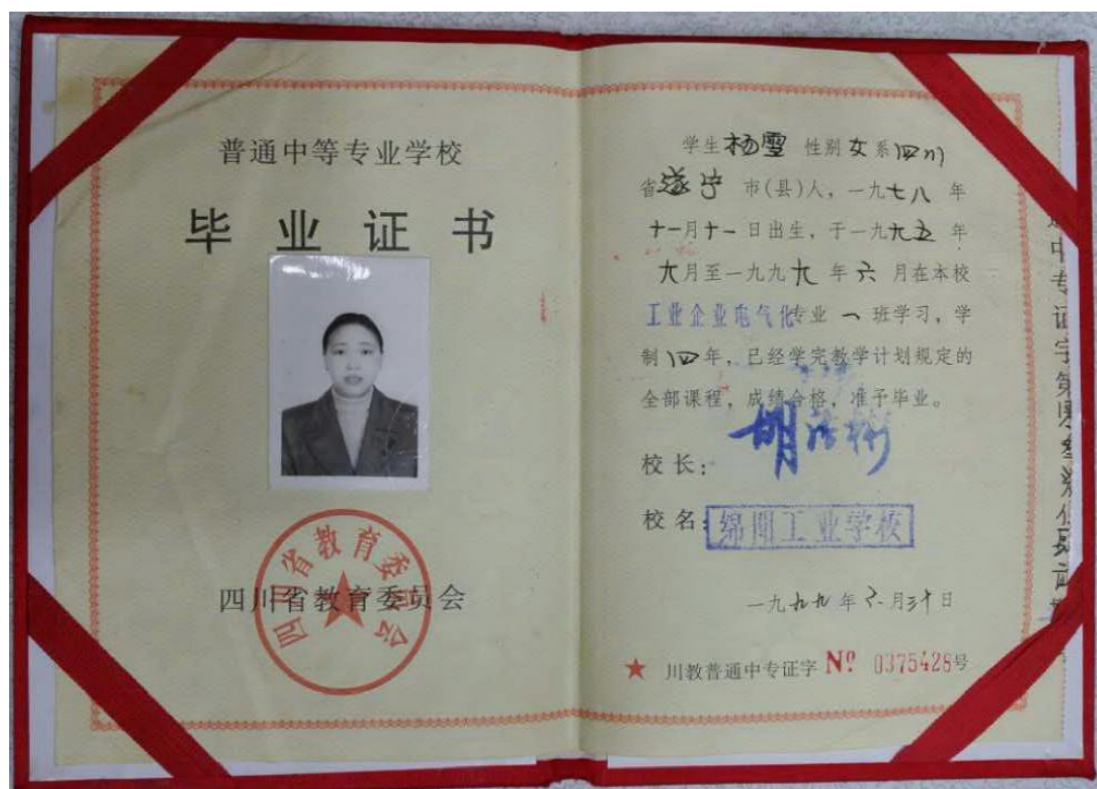 普通中等专业学校
毕业证书
四川省教育委员会
四川省教育委员会
学生杨雪 性别女系四川
省遂宁市(县)人，一九七八年
十一月十一日出生，于一九九五年
九月至一九九九年六月在本校
工业企业电气化专业一班学习，学
制四年，已经学完教学计划规定的
全部课程，成绩合格，准予毕业。
校长：
校名：绵阳工业学校
一九九九年六月三十日
★ 川教普通中专证字 Nº 0375428号
中专证字第